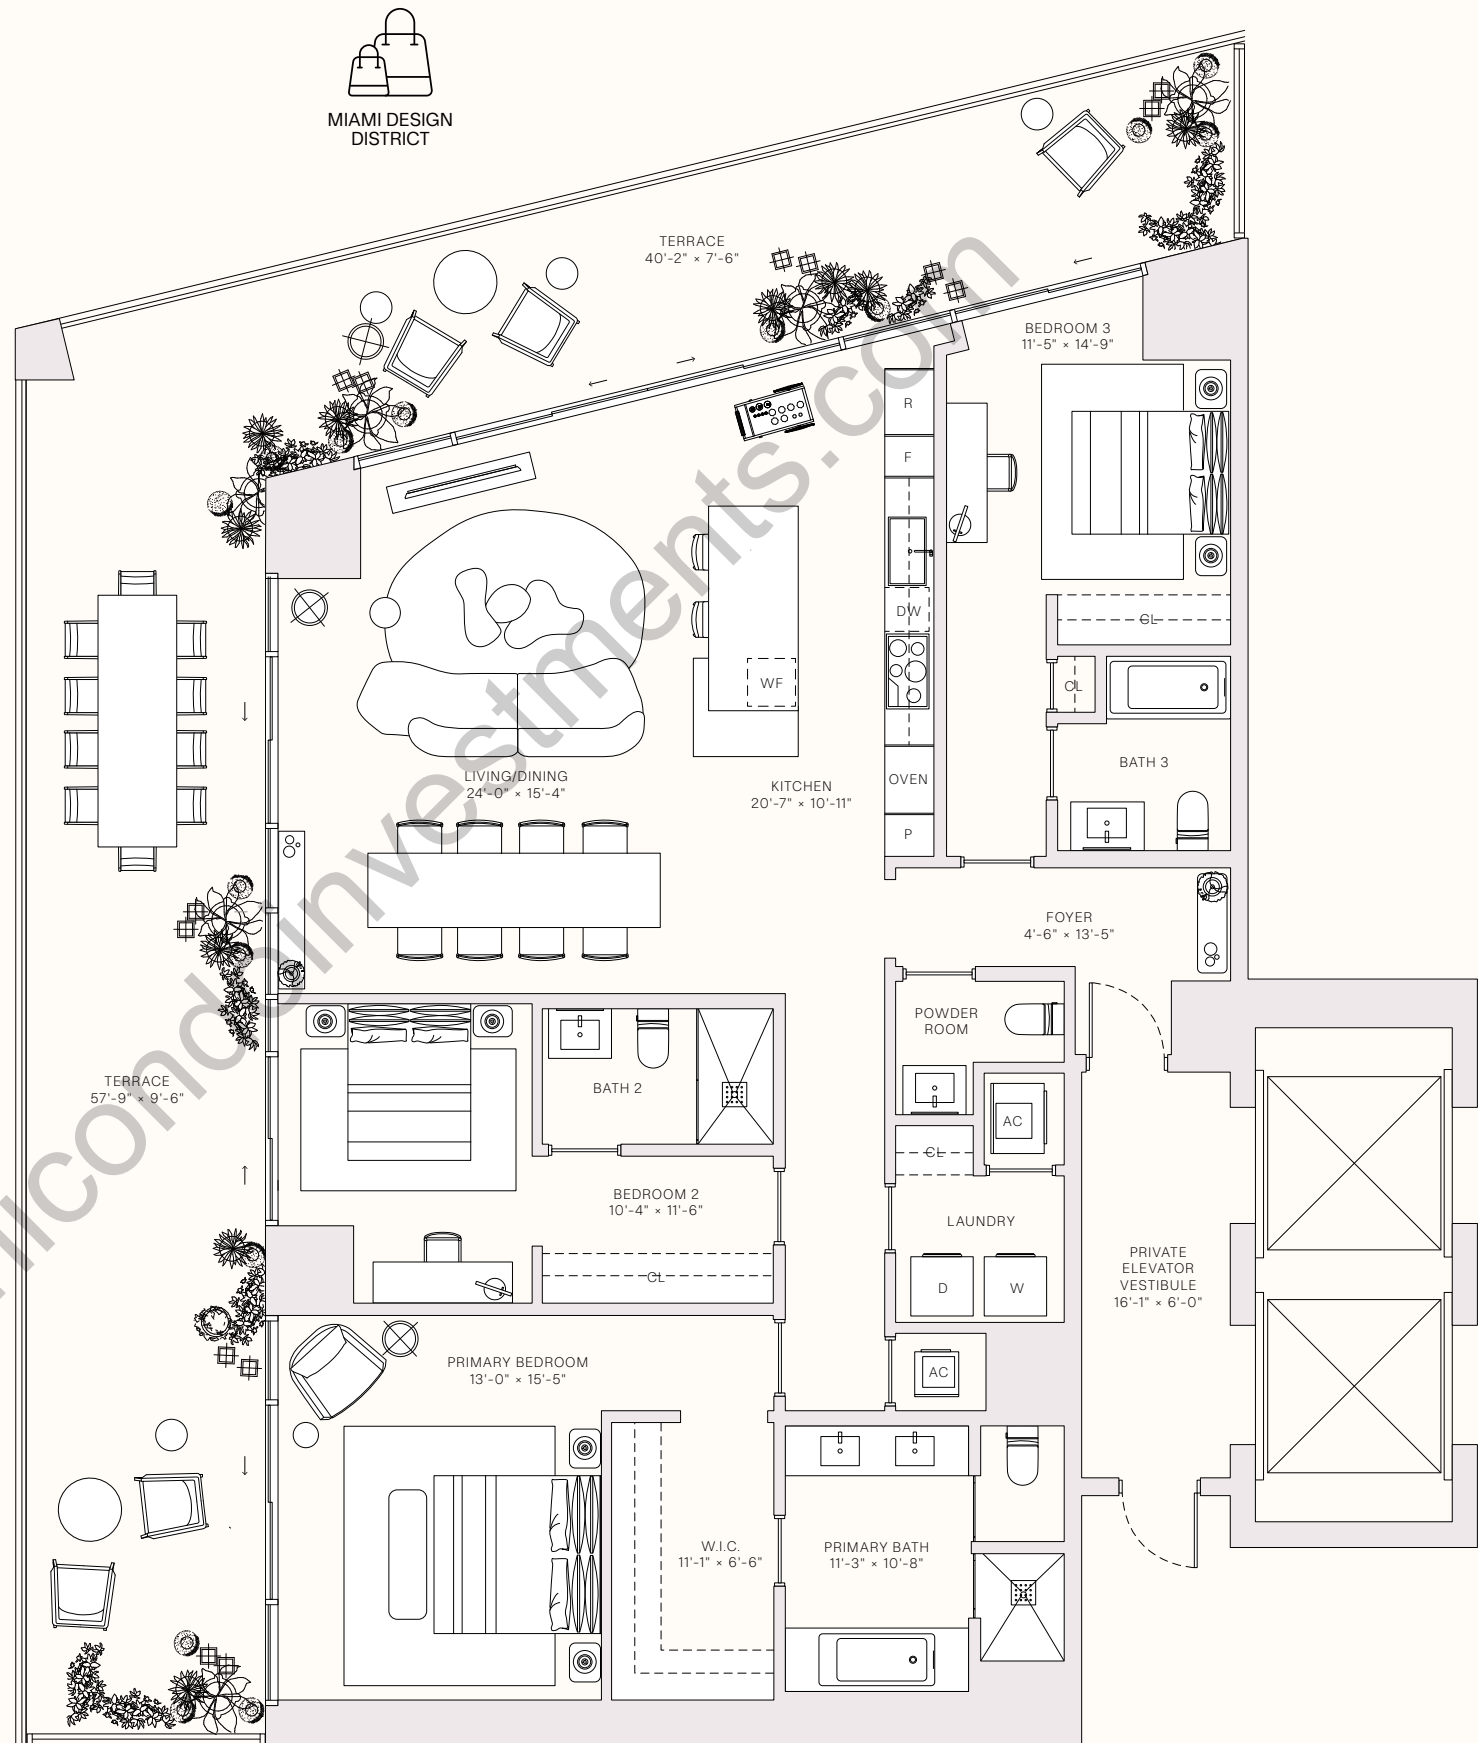 MIAMI DESIGN
DISTRICT
TERRACE
40'-2" × 7'-6"
BEDROOM 3
11'-5" × 14'-9"
R
F
DW
CL
CL
WF
BATH 3
LIVING/DINING
24'-0" × 15'-4"
KITCHEN
20'-7" × 10'-11"
OVEN
P
FOYER
4'-6" × 13'-5"
POWDER
ROOM
TERRACE
57'-9" × 9'-6"
BATH 2
AC
CL
BEDROOM 2
10'-4" × 11'-6"
LAUNDRY
CL
D
W
PRIVATE
ELEVATOR
VESTIBULE
16'-1" × 6'-0"
PRIMARY BEDROOM
13'-0" × 15'-5"
AC
W.I.C.
11'-1" × 6'-6"
PRIMARY BATH
11'-3" × 10'-8"
micondoinvestments.com